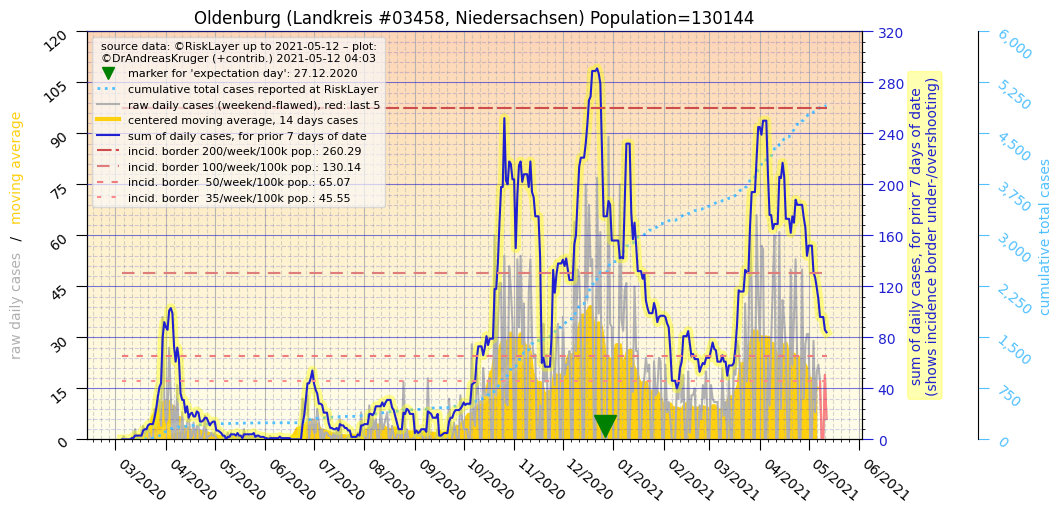 Oldenburg (Landkreis #03458, Niedersachsen) Population=130144
source data: ©RiskLayer up to 2021-05-12 – plot:
©DrAndreasKruger (+contrib.) 2021-05-12 04:03
marker for 'expectation day': 27.12.2020
cumulative total cases reported at RiskLayer
raw daily cases (weekend-flawed), red: last 5
centered moving average, 14 days cases
sum of daily cases, for prior 7 days of date
incid. border 200/week/100k pop.: 260.29
incid. border 100/week/100k pop.: 130.14
incid. border  50/week/100k pop.: 65.07
incid. border  35/week/100k pop.: 45.55
raw daily cases  /  moving average
120
105
90
75
60
45
30
15
0
320
280
240
200
160
120
80
40
0
sum of daily cases, for prior 7 days of date
(shows incidence border under-/overshooting)
6,000
5,250
4,500
3,750
3,000
2,250
1,500
750
0
cumulative total cases
03/2020
04/2020
05/2020
06/2020
07/2020
08/2020
09/2020
10/2020
11/2020
12/2020
01/2021
02/2021
03/2021
04/2021
05/2021
06/2021